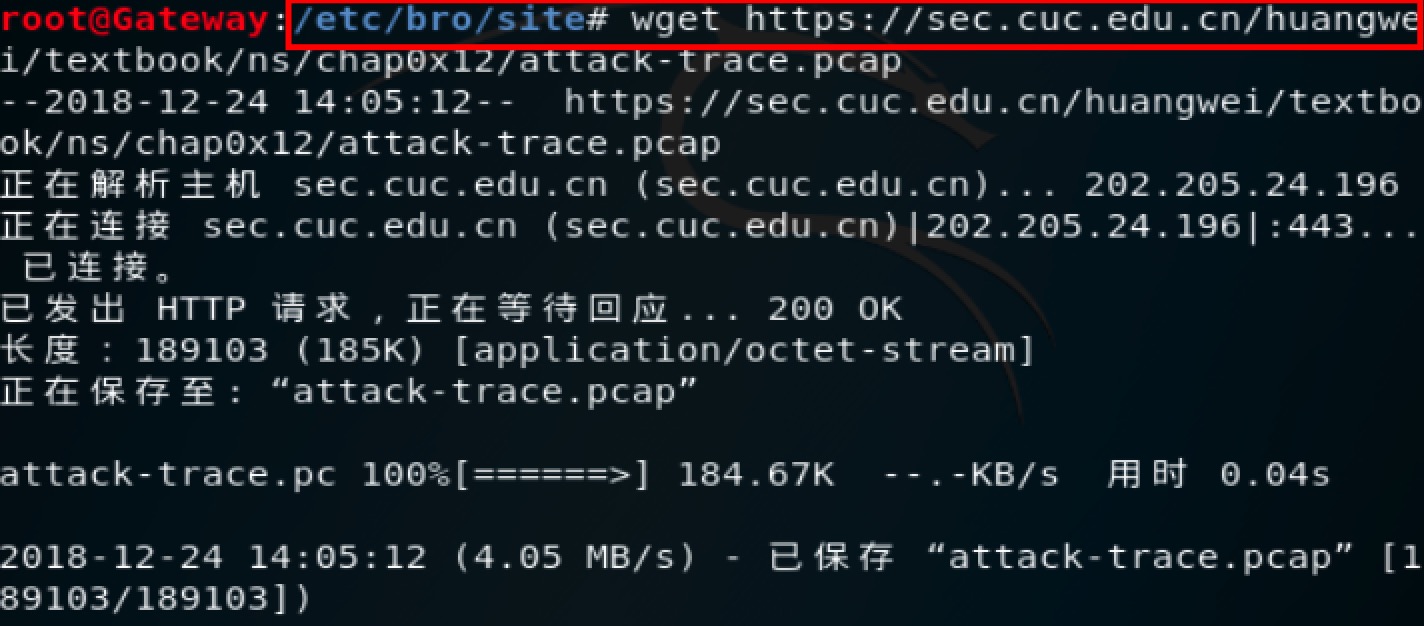 root@Gateway:/etc/bro/site# wget https://sec.cuc.edu.cn/huangwe
i/textbook/ns/chap0x12/attack-trace.pcap
--2018-12-24 14:05:12--  https://sec.cuc.edu.cn/huangwei/textbo
ok/ns/chap0x12/attack-trace.pcap
正在解析主机 sec.cuc.edu.cn (sec.cuc.edu.cn)... 202.205.24.196
正在连接 sec.cuc.edu.cn (sec.cuc.edu.cn)|202.205.24.196|:443...
已连接。
已发出 HTTP 请求，正在等待回应... 200 OK
长度：189103 (185K) [application/octet-stream]
正在保存至: “attack-trace.pcap”
attack-trace.pc 100%[======>] 184.67K  --.-KB/s  用时 0.04s
2018-12-24 14:05:12 (4.05 MB/s) - 已保存 “attack-trace.pcap” [1
89103/189103])